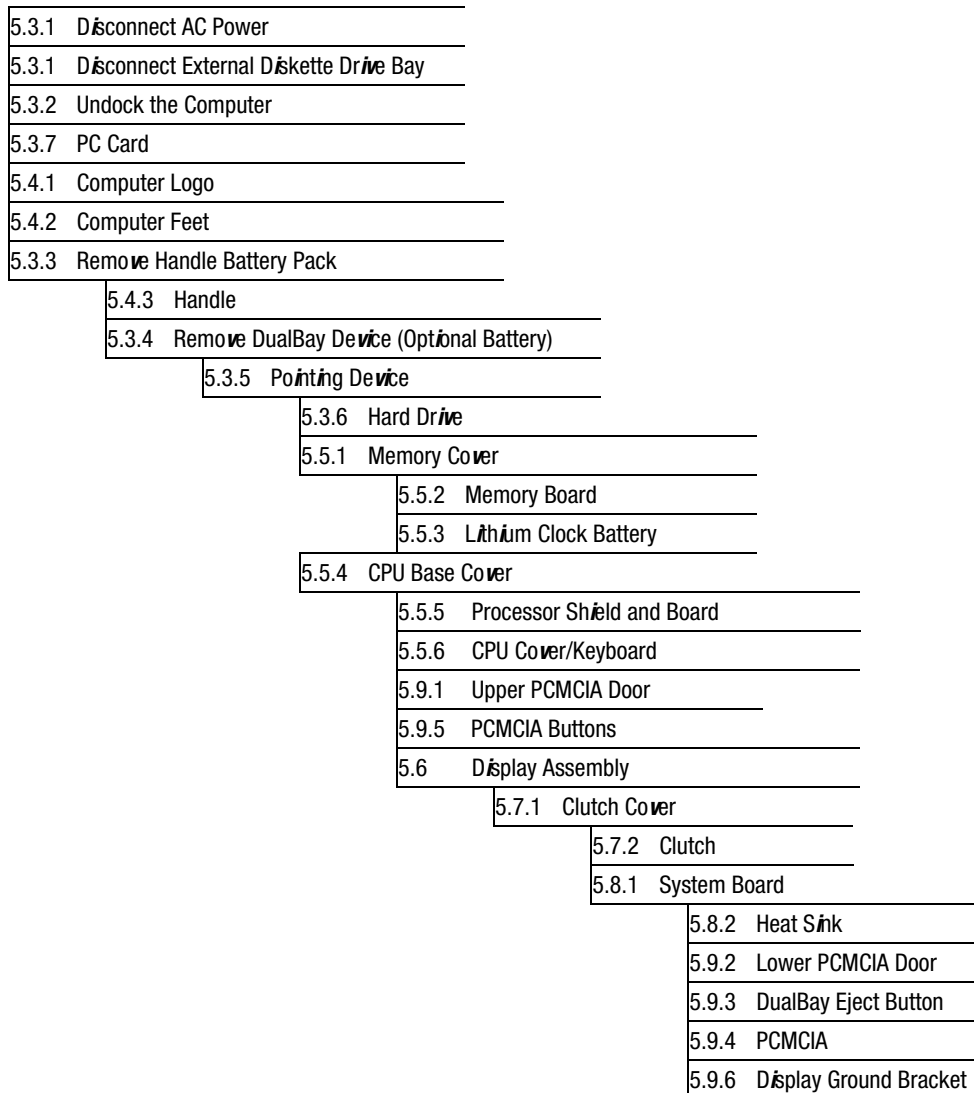 5.3.1 Disconnect AC Power
5.3.1 Disconnect External Diskette Drive Bay
5.3.2 Undock the Computer
5.3.7 PC Card
5.4.1 Computer Logo
5.4.2 Computer Feet
5.3.3 Remove Handle Battery Pack
5.4.3 Handle
5.3.4 Remove DualBay Device (Optional Battery)
5.3.5 Pointing Device
5.3.6 Hard Drive
5.5.1 Memory Cover
5.5.2 Memory Board
5.5.3 Lithium Clock Battery
5.5.4 CPU Base Cover
5.5.5 Processor Shield and Board
5.5.6 CPU Cover/Keyboard
5.9.1 Upper PCMCIA Door
5.9.5 PCMCIA Buttons
5.6 Display Assembly
5.7.1 Clutch Cover
5.7.2 Clutch
5.8.1 System Board
5.8.2 Heat Sink
5.9.2 Lower PCMCIA Door
5.9.3 DualBay Eject Button
5.9.4 PCMCIA
5.9.6 Display Ground Bracket